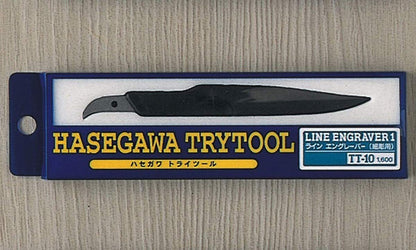 HASEGAWA TRYTOOL
ハセガワ トライツール
LINE ENGRAVER 1
ライン エングレーバー（細彫用）
TT-10 1,600